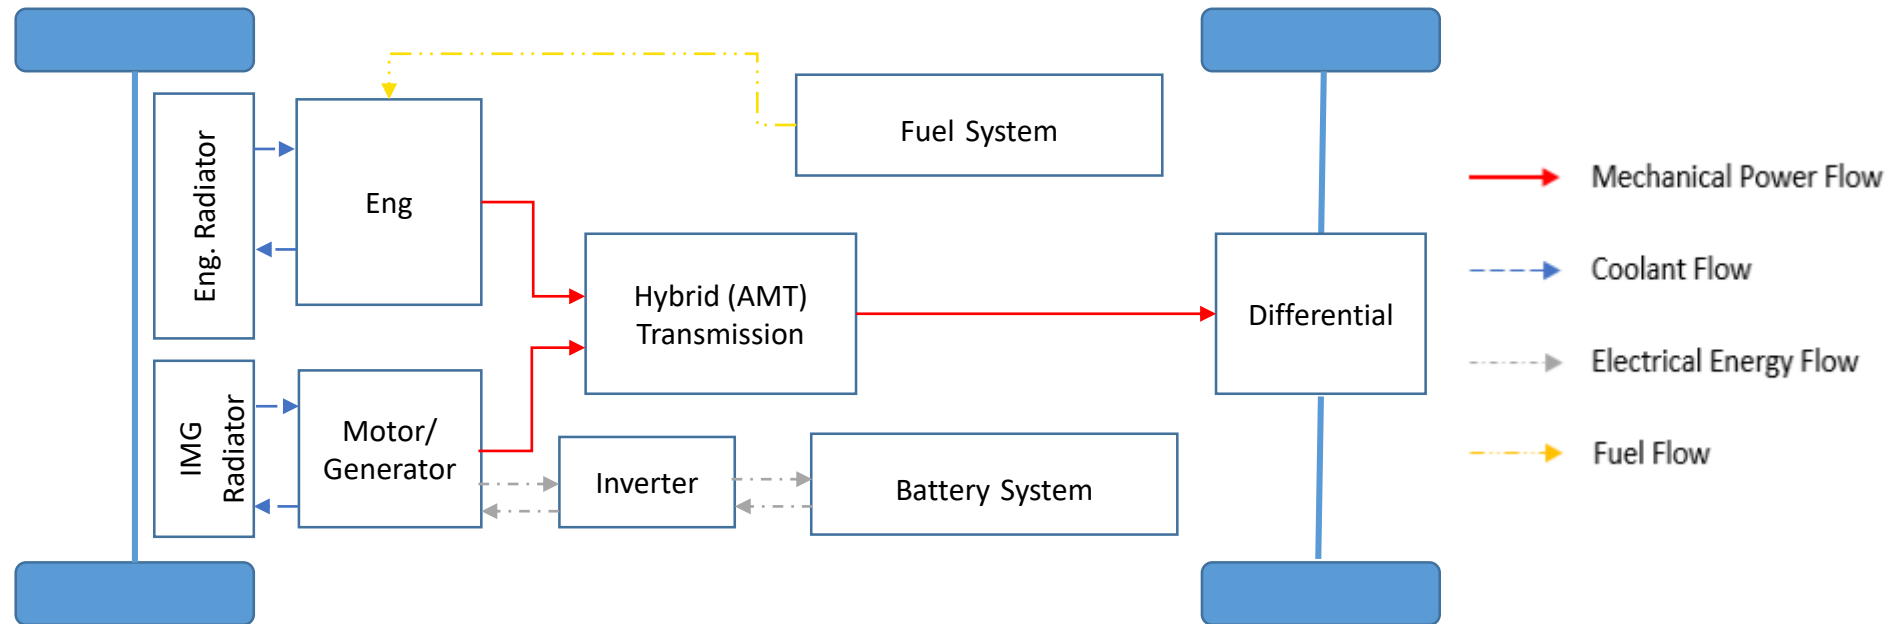 Fuel System
Eng. Radiator
Eng
Mechanical Power Flow
Coolant Flow
Hybrid (AMT)
Transmission
Differential
Electrical Energy Flow
IMG
Radiator
Motor/
Generator
Inverter
Battery System
Fuel Flow